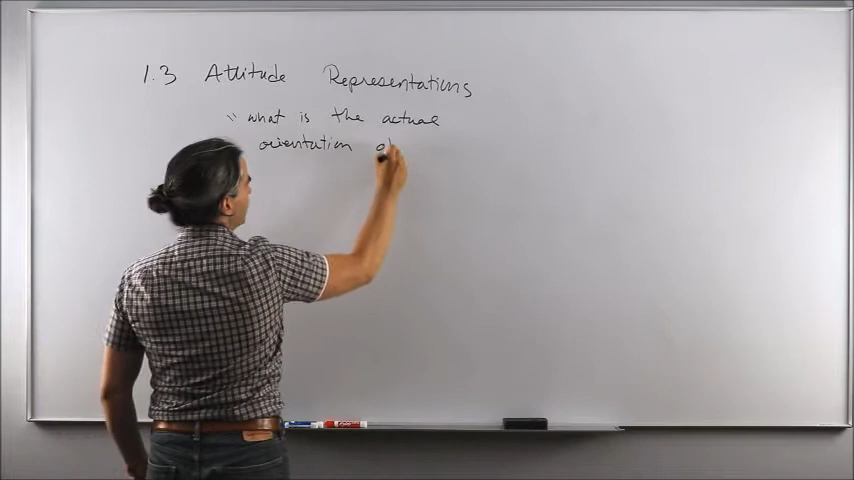 1.3 Attitude Representations
" what is the actual
orientation